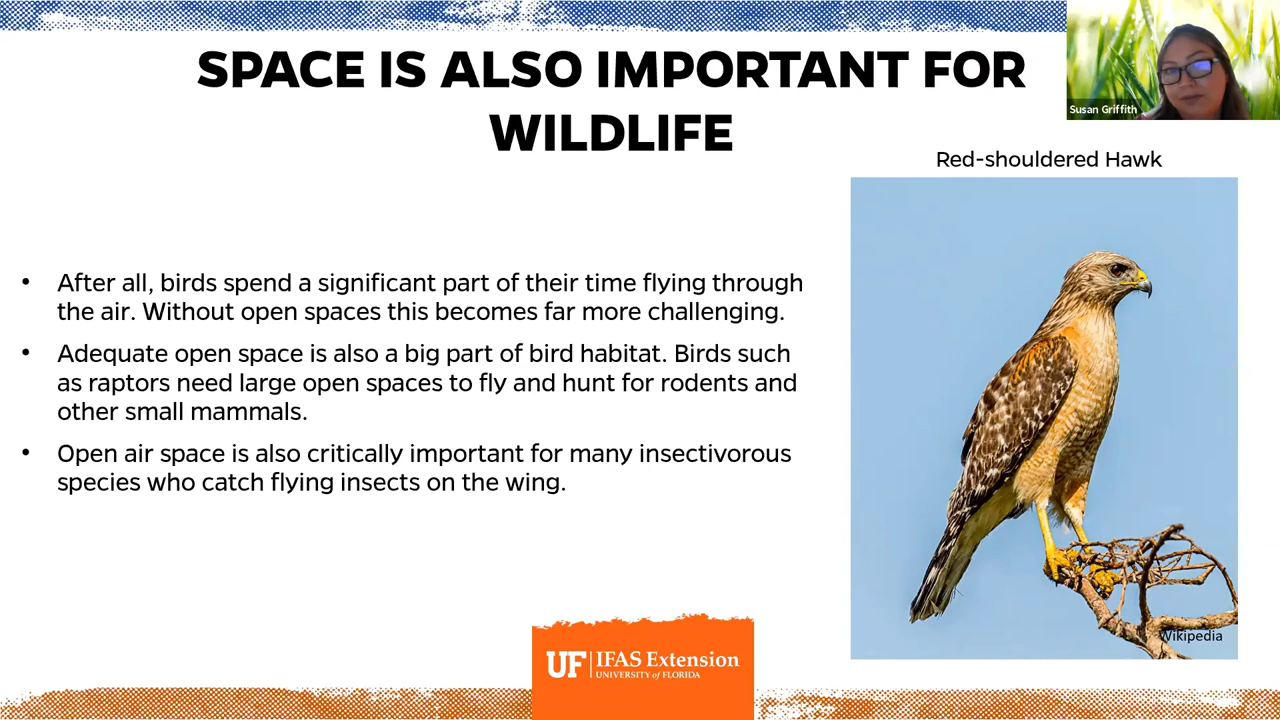 SPACE IS ALSO IMPORTANT FOR
WILDLIFE
Susan Griffith
Red-shouldered Hawk
• After all, birds spend a significant part of their time flying through
the air. Without open spaces this becomes far more challenging.
• Adequate open space is also a big part of bird habitat. Birds such
as raptors need large open spaces to fly and hunt for rodents and
other small mammals.
• Open air space is also critically important for many insectivorous
species who catch flying insects on the wing.
Wikipedia
UF IFAS Extension
UNIVERSITY of FLORIDA